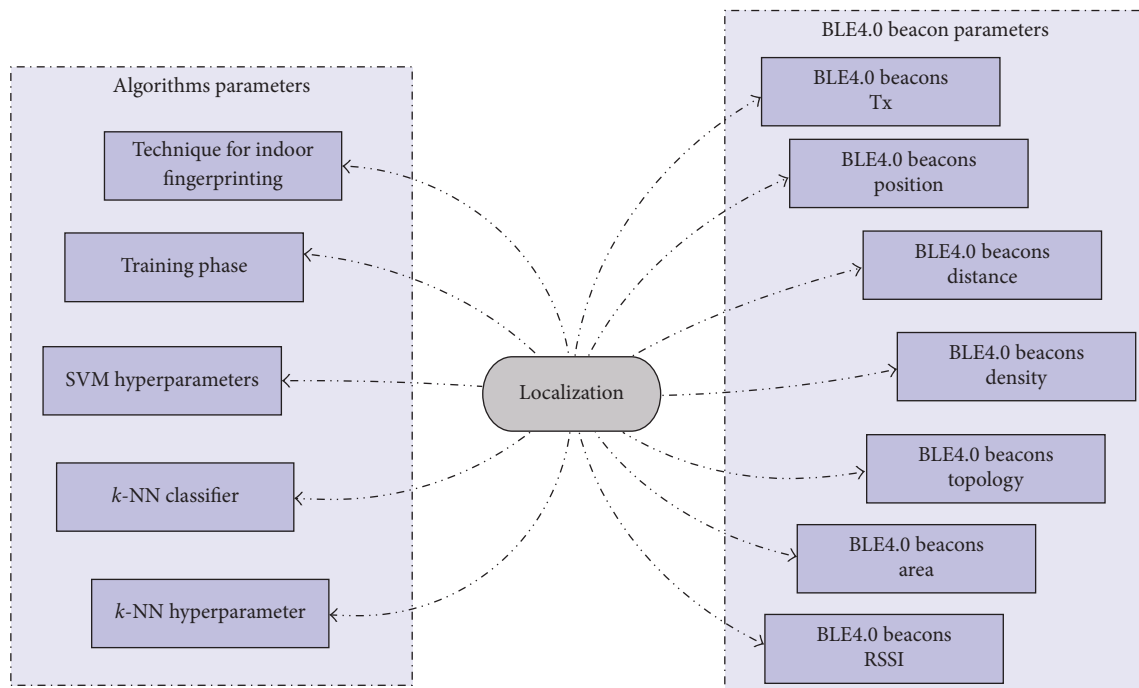 Algorithms parameters
Technique for indoor
fingerprinting
Training phase
SVM hyperparameters
k-NN classifier
k-NN hyperparameter
Localization
BLE4.0 beacon parameters
BLE4.0 beacons
Tx
BLE4.0 beacons
position
BLE4.0 beacons
distance
BLE4.0 beacons
density
BLE4.0 beacons
topology
BLE4.0 beacons
area
BLE4.0 beacons
RSSI